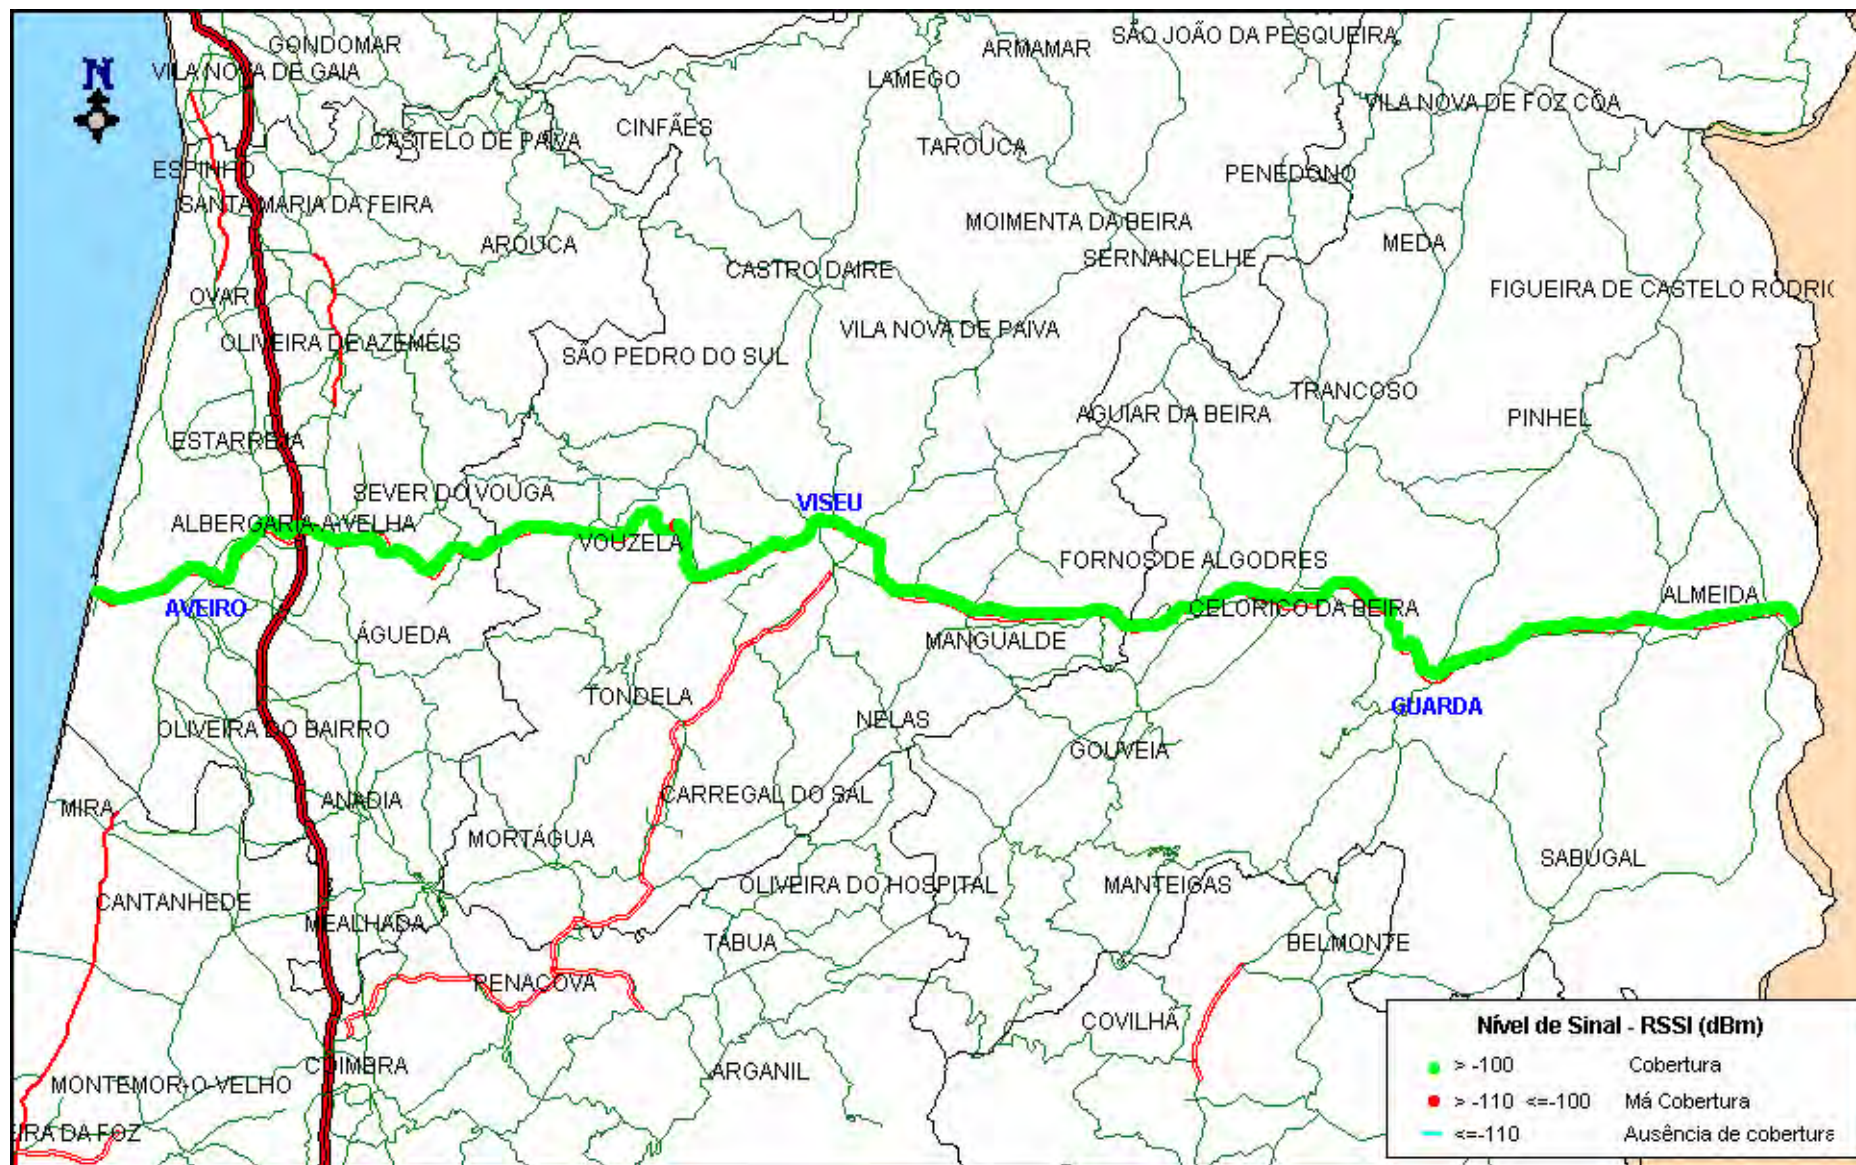 GONDOMAR
ARMAMAR
SÃO JOÃO DA PESQUEIRA
N
VILA NOVA DE GAIA
LAMEGO
VILA NOVA DE FOZ CÔA
CASTELO DE PAIVA
CINFÃES
TAROUCA
ESPINHO
PENEDONO
SANTA MARIA DA FEIRA
MOIMENTA DA BEIRA
AROUCA
MEDA
CASTRO DAIRE
SERNANCELHE
OVAR
FIGUEIRA DE CASTELO RODRIG
OLIVEIRA DE AZEMÉIS
SÃO PEDRO DO SUL
VILA NOVA DE PAIVA
TRANCOSO
AGUIAR DA BEIRA
PINHEL
ESTARREJA
SEVER DO VOUGA
VISEU
ALBERGARIA-A-VELHA
VOUZELA
FORNOS DE ALGODRES
ALMEIDA
AVEIRO
CELORICO DA BEIRA
ÁGUEDA
MANGUALDE
TONDELA
GUARDA
OLIVEIRA DO BAIRRO
NELAS
GOUVEIA
MIRA
ANADIA
CARREGAL DO SAL
MORTÁGUA
SABUGAL
CANTANHEDE
OLIVEIRA DO HOSPITAL
MANTEIGAS
MEALHADA
TÁBUA
BELMONTE
PENACOVA
COVILHÃ
COIMBRA
MONTEMOR-O-VELHO
ARGANIL
EIRA DA FOZ
Nível de Sinal - RSSI (dBm)
> -100 Cobertura
> -110 <=-100 Má Cobertura
<=-110 Ausência de cobertura